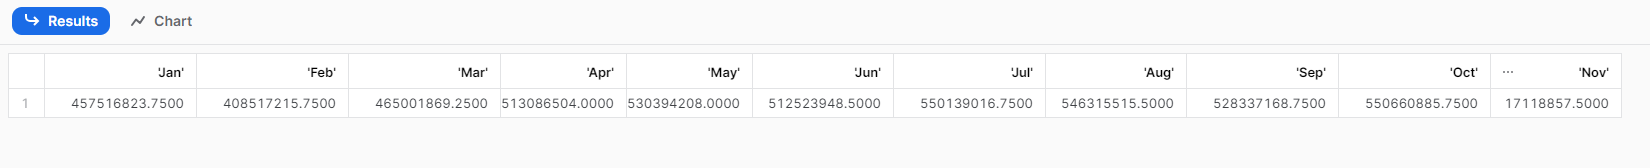 Results Chart
'Jan' 'Feb' 'Mar' 'Apr' 'May' 'Jun' 'Jul' 'Aug' 'Sep' 'Oct' ... 'Nov'
1 457516823.7500 408517215.7500 465001869.2500 513086504.0000 530394208.0000 512523948.5000 550139016.7500 546315515.5000 528337168.7500 550660885.7500 17118857.5000